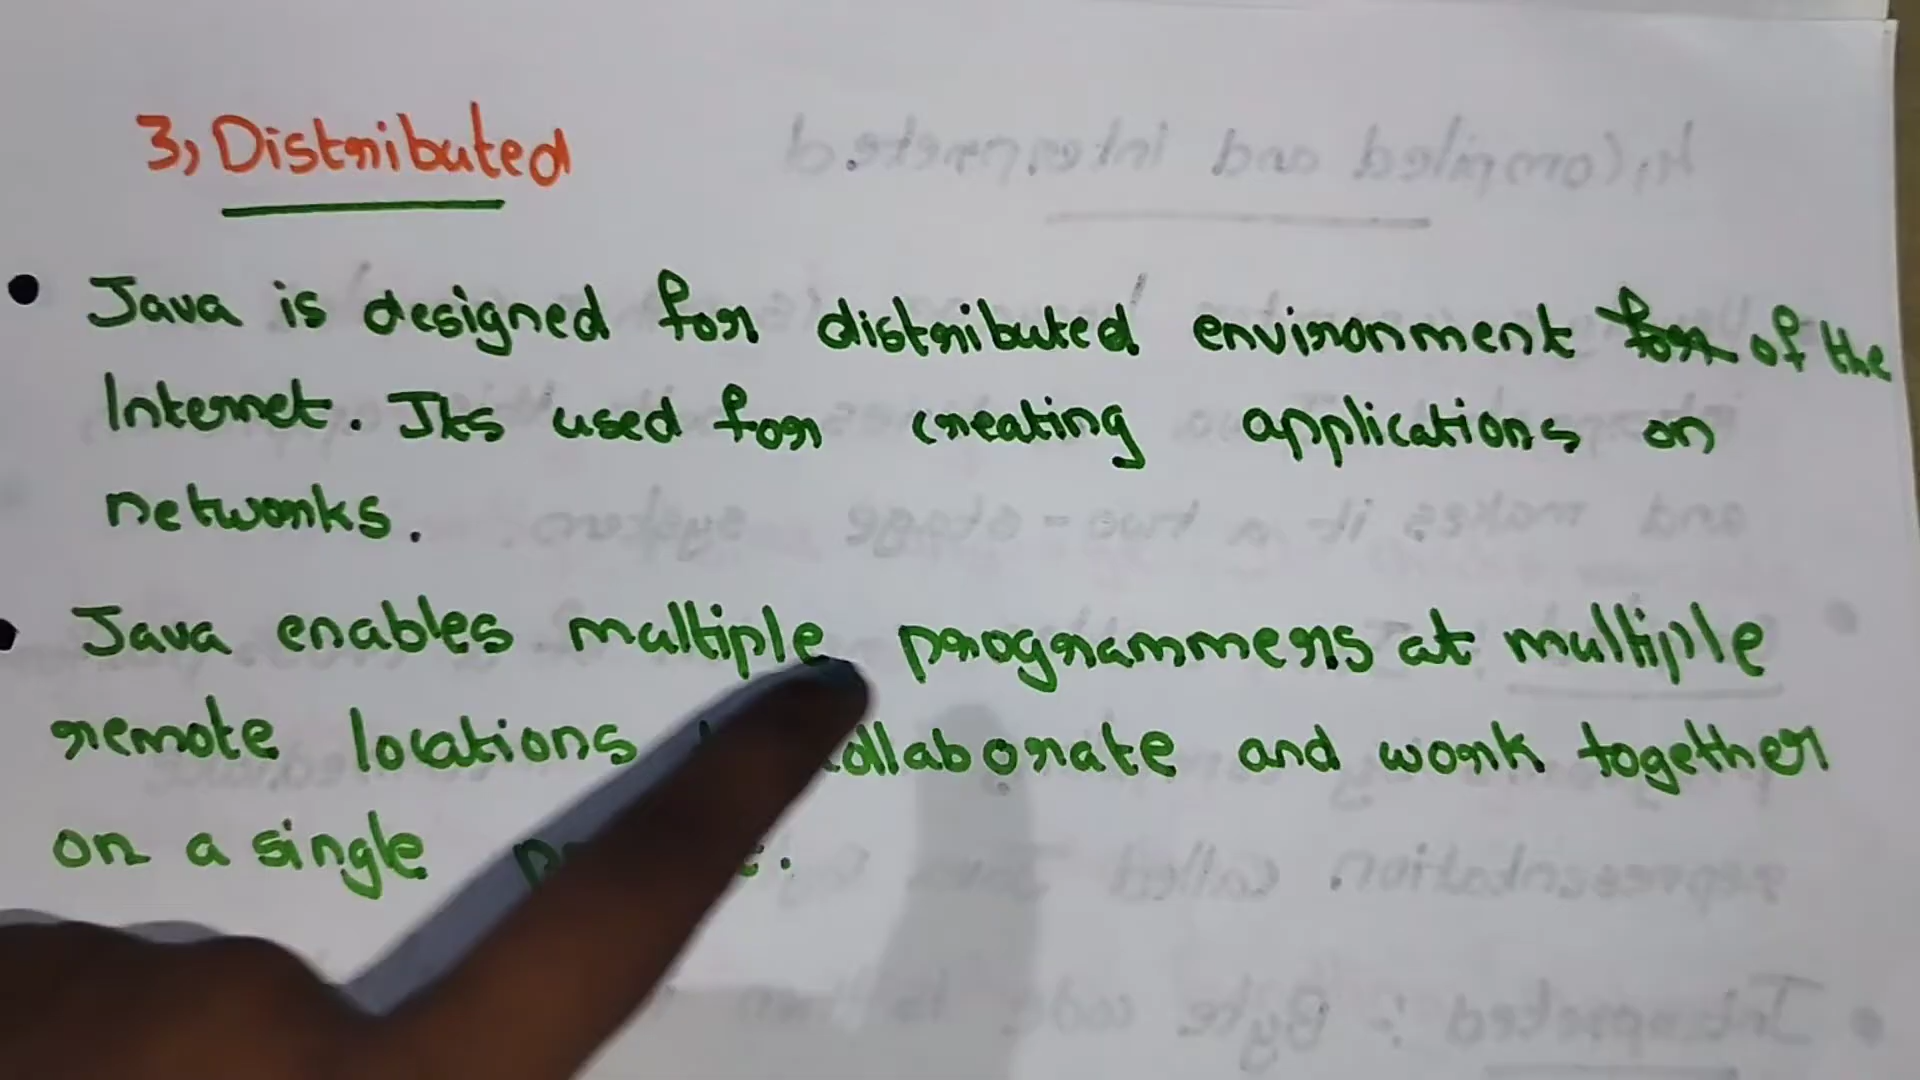 3, Distributed
Java is designed for distributed environment for of the
Internet. Its used for creating applications on
networks.
Java enables multiple programmers at multiple
remote locations collaborate and work together
on a single